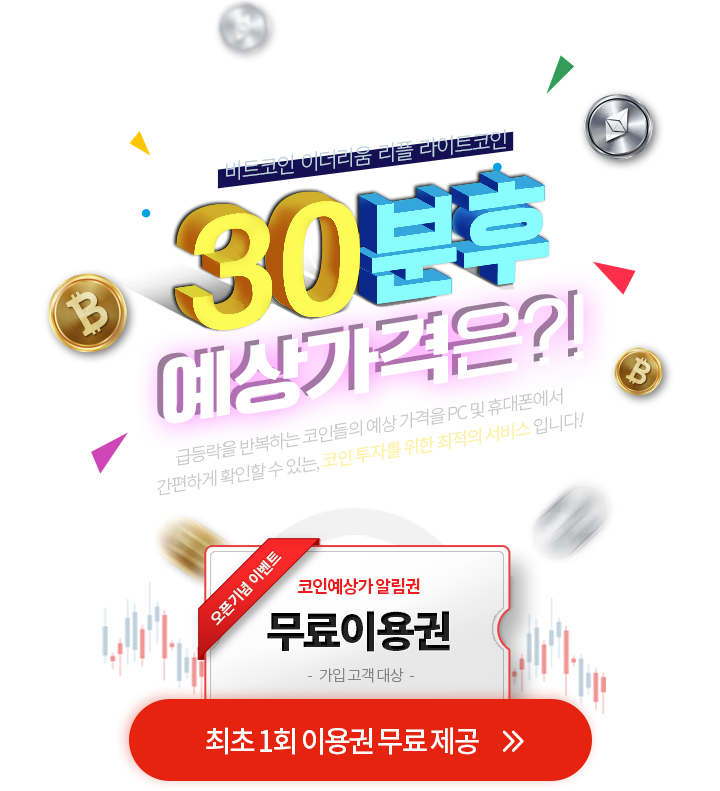 비트코인 이더리움 리플 라이트코인
30분후
예상가격은?!
급등락을 반복하는 코인들의 예상 가격을 PC 및 휴대폰에서
간편하게 확인할 수 있는, 코인 투자를 위한 최적의 서비스 입니다!
오픈기념 이벤트
코인예상가 알림권
무료이용권
- 가입 고객 대상 -
최초 1회 이용권 무료 제공